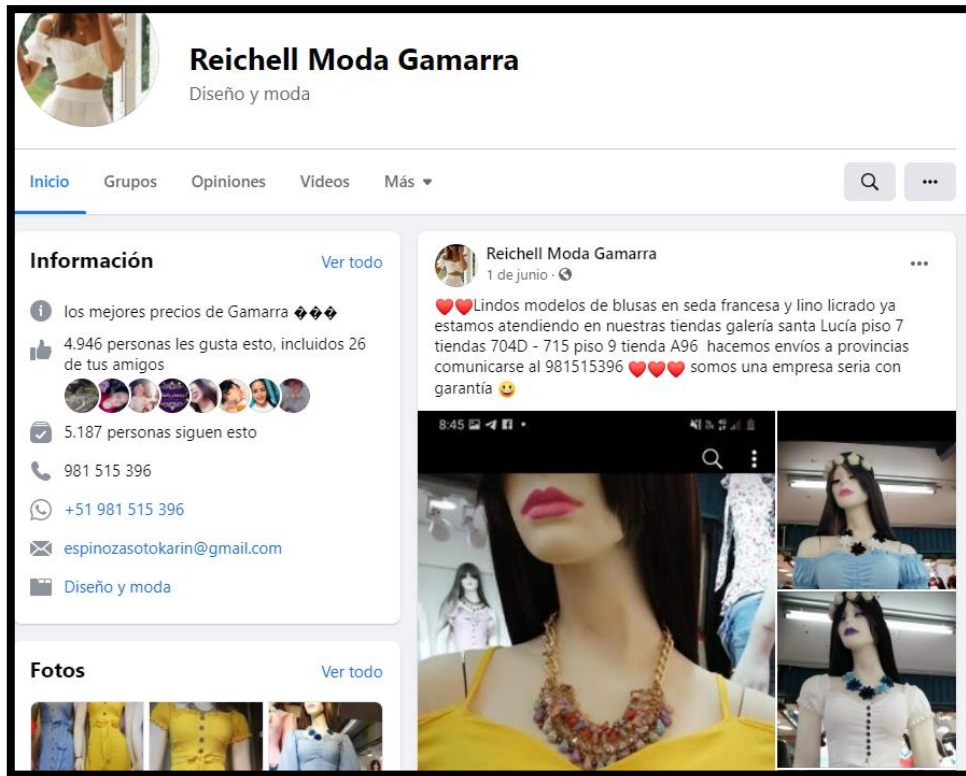 Reichell Moda Gamarra
Diseño y moda
Inicio Grupos Opiniones Videos Más
Información Ver todo
los mejores precios de Gamarra ���
4.946 personas les gusta esto, incluidos 26
de tus amigos
5.187 personas siguen esto
981 515 396
+51 981 515 396
espinozasotokarin@gmail.com
Diseño y moda
Fotos Ver todo
Reichell Moda Gamarra
1 de junio ·
❤️❤️Lindos modelos de blusas en seda francesa y lino licrado ya
estamos atendiendo en nuestras tiendas galería santa Lucía piso 7
tiendas 704D - 715 piso 9 tienda A96 hacemos envíos a provincias
comunicarse al 981515396 ❤️❤️❤️ somos una empresa seria con
garantía 😃
8:45